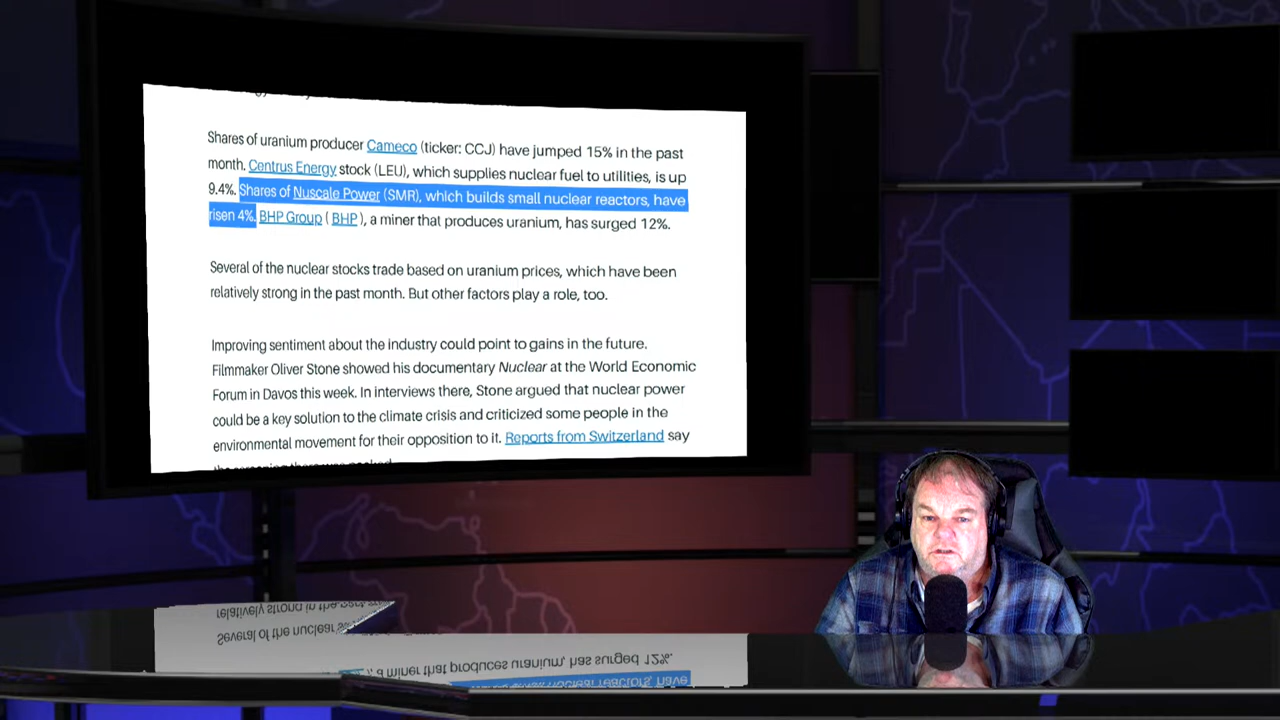 Shares of uranium producer Cameco (ticker: CCJ) have jumped 15% in the past
month. Centrus Energy stock (LEU), which supplies nuclear fuel to utilities, is up
9.4%. Shares of Nuscale Power (SMR), which builds small nuclear reactors, have
risen 4%. BHP Group ( BHP ), a miner that produces uranium, has surged 12%.
Several of the nuclear stocks trade based on uranium prices, which have been
relatively strong in the past month. But other factors play a role, too.
Improving sentiment about the industry could point to gains in the future.
Filmmaker Oliver Stone showed his documentary Nuclear at the World Economic
Forum in Davos this week. In interviews there, Stone argued that nuclear power
could be a key solution to the climate crisis and criticized some people in the
environmental movement for their opposition to it. Reports from Switzerland say